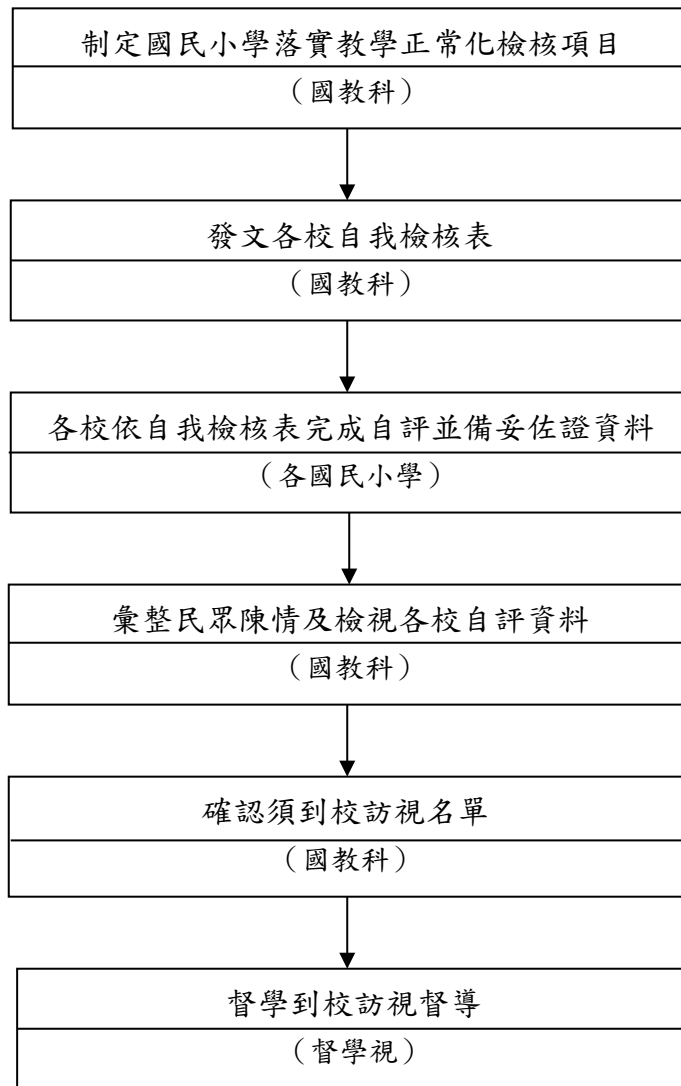 制定國民小學落實教學正常化檢核項目
（國教科）
發文各校自我檢核表
（國教科）
各校依自我檢核表完成自評並備妥佐證資料
（各國民小學）
彙整民眾陳情及檢視各校自評資料
（國教科）
確認須到校訪視名單
（國教科）
督學到校訪視督導
（督學視）